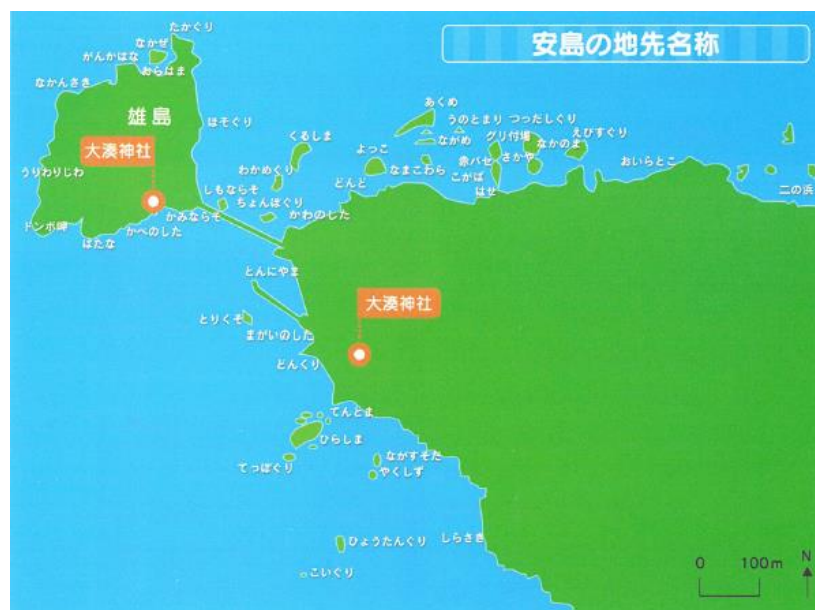 安島の地先名称
たかぐり
なかぜ
がんかはな
おらはま
なかんさき
雄島
ほそぐり
大湊神社
うりわりじわ
しもならそ
かみならそ
ドンボ岬
はたな
かべのした
くるしま
わかめぐり
ちょんぼぐり
かわのした
どんど
よっこ
あくめ
うのとまり
ながめ
なまこわら
つっだしぐり
グリ付場
なかのま
えびすぐり
赤バセ
さかや
こがば
はせ
おいらとこ
二の浜
とんにやま
大湊神社
とりくそ
まがいのした
どんくり
てんとま
ひらしま
てっぽぐり
ながすそだ
やくしず
ひょうたんぐり
しらさき
こいぐり
0 100m
N